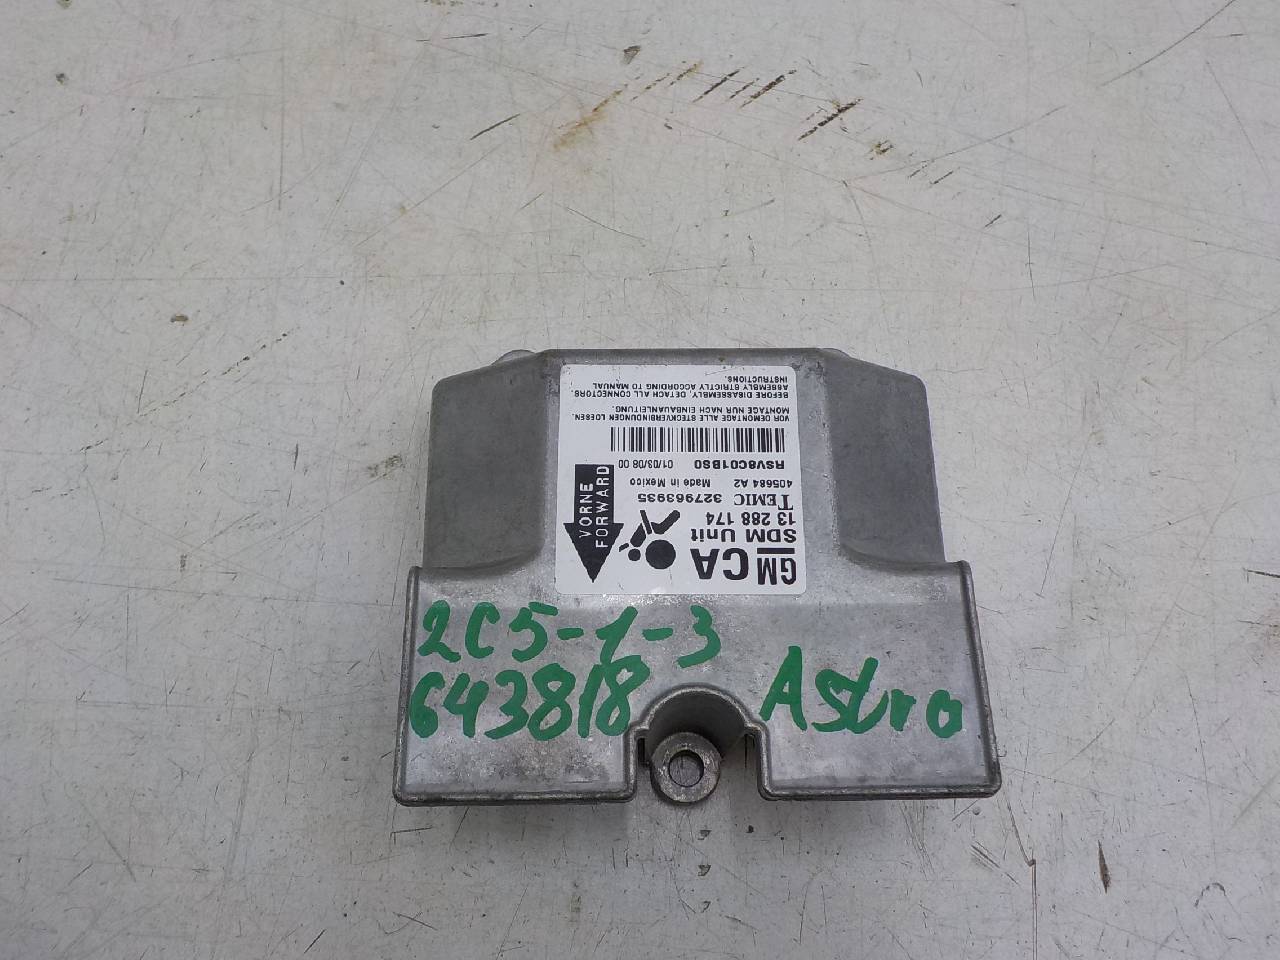 GM CA
SDM Unit
13 288 174
TEMIC 327963935
405684 A2 Made in Mexico
RSV8C01BS0 01/03/08 00
VORNE
FORWARD
VOR DEMONTAGE ALLE STECKVERBINDUNGEN LOESEN.
MONTAGE NUR NACH EINBAUANLEITUNG.
BEFORE DISASSEMBLY, DETACH ALL CONNECTORS.
ASSEMBLY STRICTLY ACCORDING TO MANUAL
INSTRUCTIONS.
2C5-1-3
643818
Astra